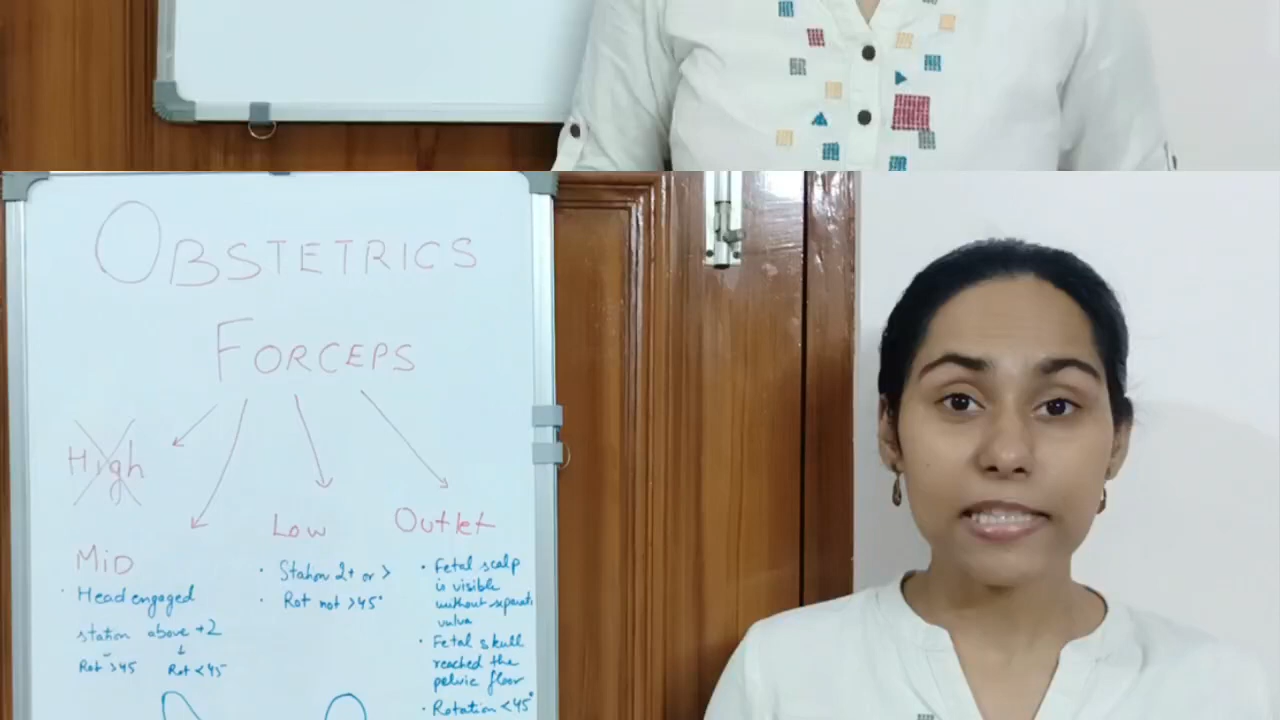 OBSTETRICS
FORCEPS
High
MID
· Head engaged
station above +2
Rot >45 Rot <45
Low
· Station 2+ or >
· Rot not >45°
Outlet
· Fetal scalp
is visible
without separati
vulva
· Fetal skull
reached the
pelvic floor
· Rotation <45°